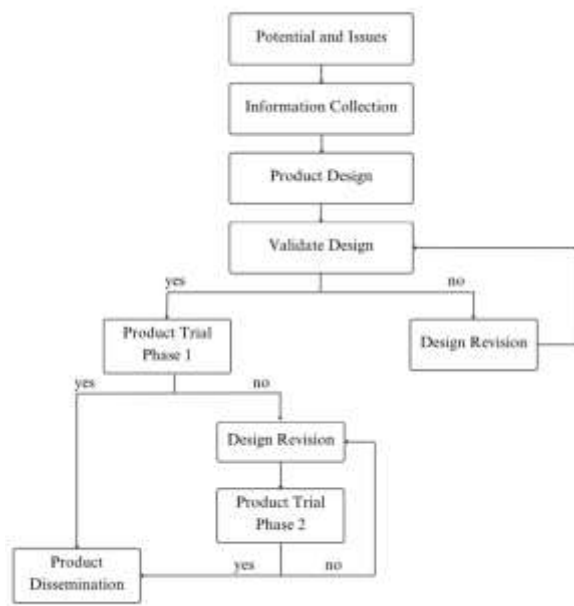 Potential and Issues
Information Collection
Product Design
Validate Design
yes
no
Product Trial
Phase 1
Design Revision
yes
no
Design Revision
Product Trial
Phase 2
yes
no
Product
Dissemination